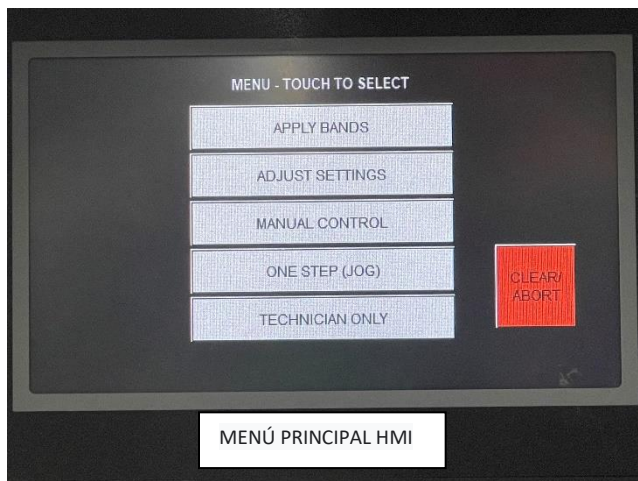 MENU - TOUCH TO SELECT
APPLY BANDS
ADJUST SETTINGS
MANUAL CONTROL
ONE STEP (JOG)
TECHNICIAN ONLY
CLEAR/
ABORT
MENÚ PRINCIPAL HMI